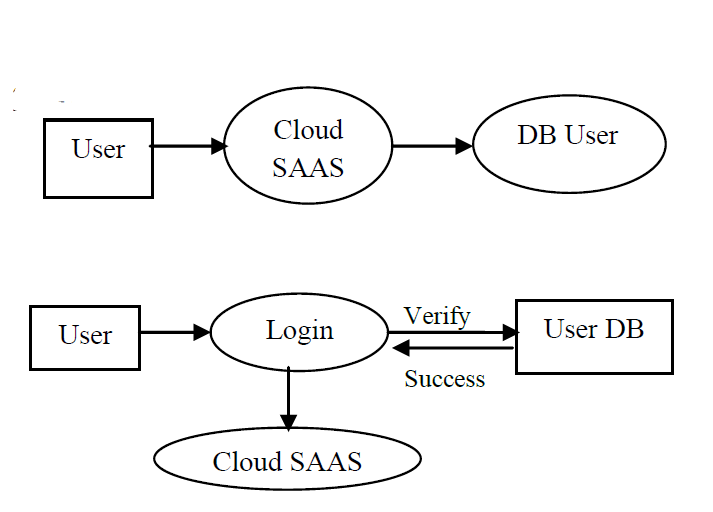 User
Cloud
SAAS
DB User
User
Login
Verify
User DB
Success
Cloud SAAS